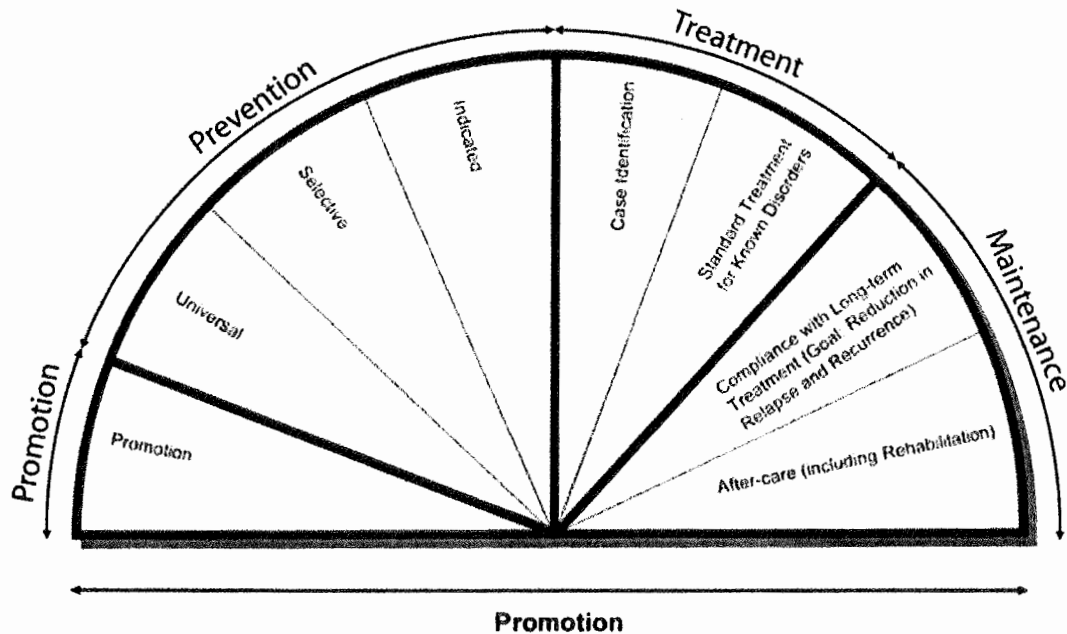 Prevention
Treatment
Maintenance
Promotion
Promotion
Universal
Selective
Indicated
Case Identification
Standard Treatment
for Known Disorders
Compliance with Long-term
Treatment (Goal: Reduction in
Relapse and Recurrence)
After-care (including Rehabilitation)
Promotion